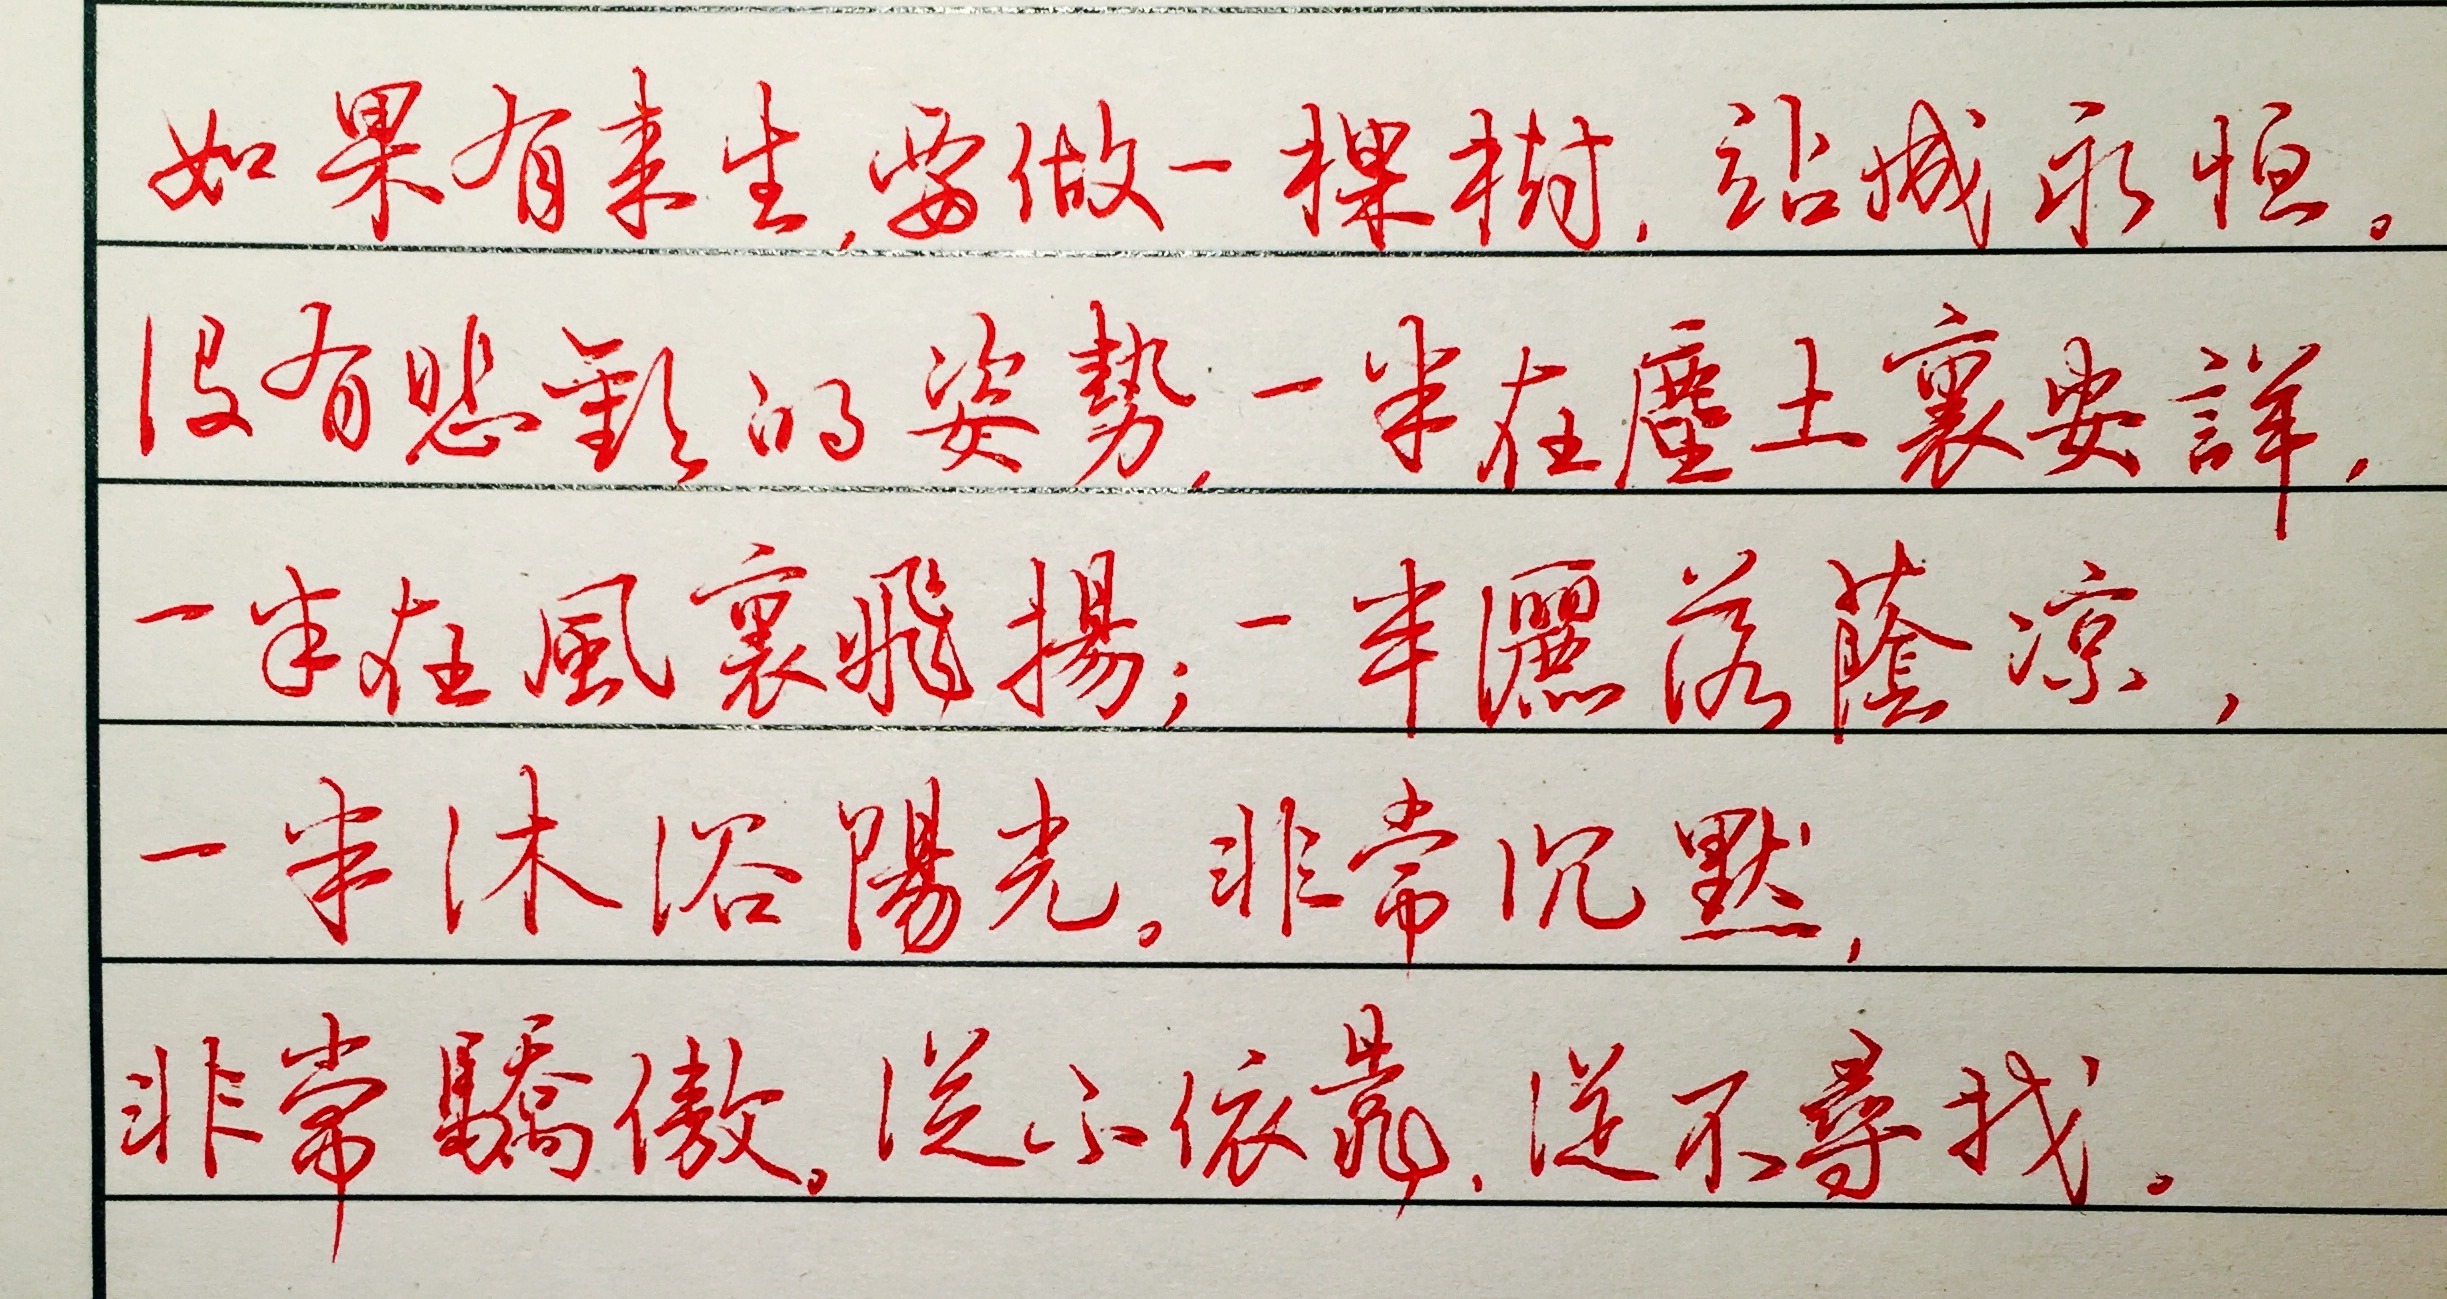 如果有来生,要做一棵樹,站成永恒。
没有悲歡的姿勢,一半在塵土裏安詳,
一半在風裏飛揚;一半灑落蔭涼,
一半沐浴陽光。非常沉默,
非常驕傲。從不依靠,從不尋找。